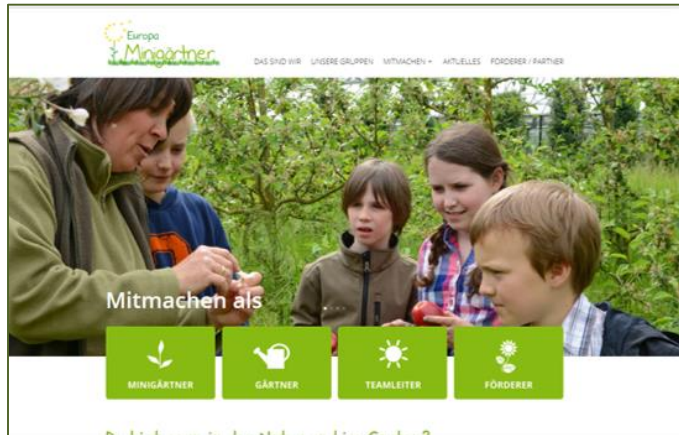 Europa
Minigärtner
DAS SIND WIR UNSERE GRUPPEN MITMACHEN + AKTUELLES FÖRDERER / PARTNER
Mitmachen als
MINIGÄRTNER GÄRTNER TEAMLEITER FÖRDERER